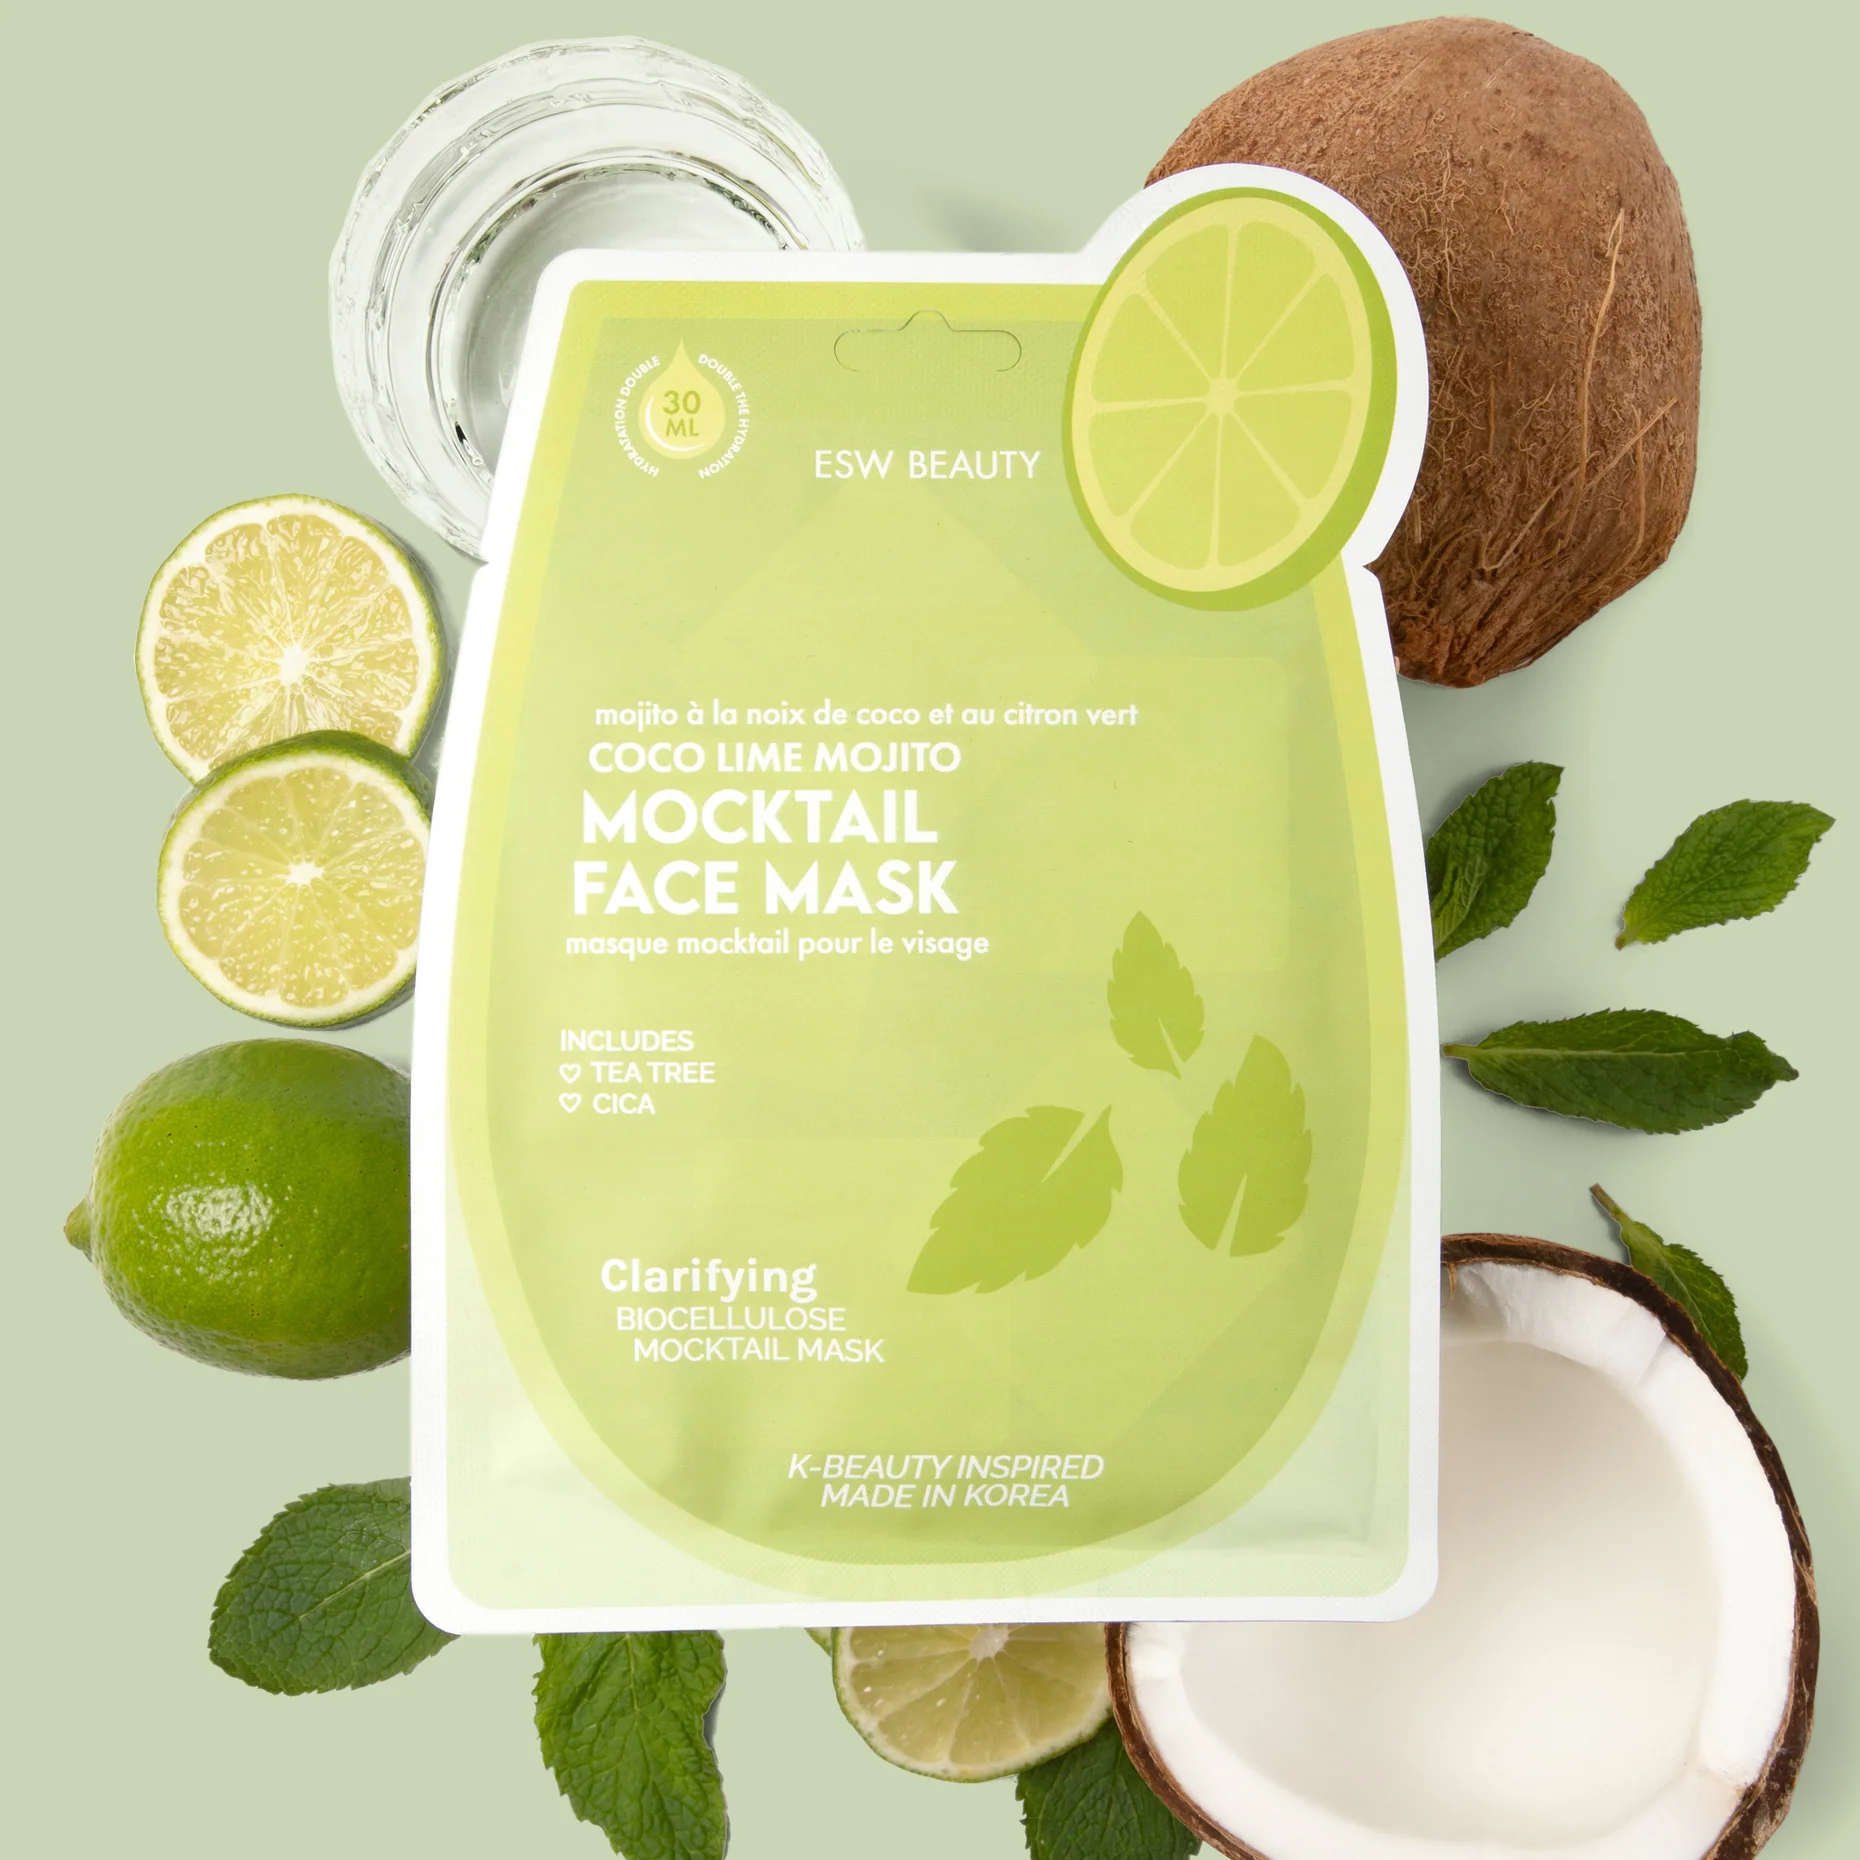 HYDRATATION DOUBLE
DOUBLE THE HYDRATION
30
ML
ESW BEAUTY
mojito à la noix de coco et au citron vert
COCO LIME MOJITO
MOCKTAIL
FACE MASK
masque mocktail pour le visage
INCLUDES
♡ TEA TREE
♡ CICA
Clarifying
BIOCELLULOSE
MOCKTAIL MASK
K-BEAUTY INSPIRED
MADE IN KOREA